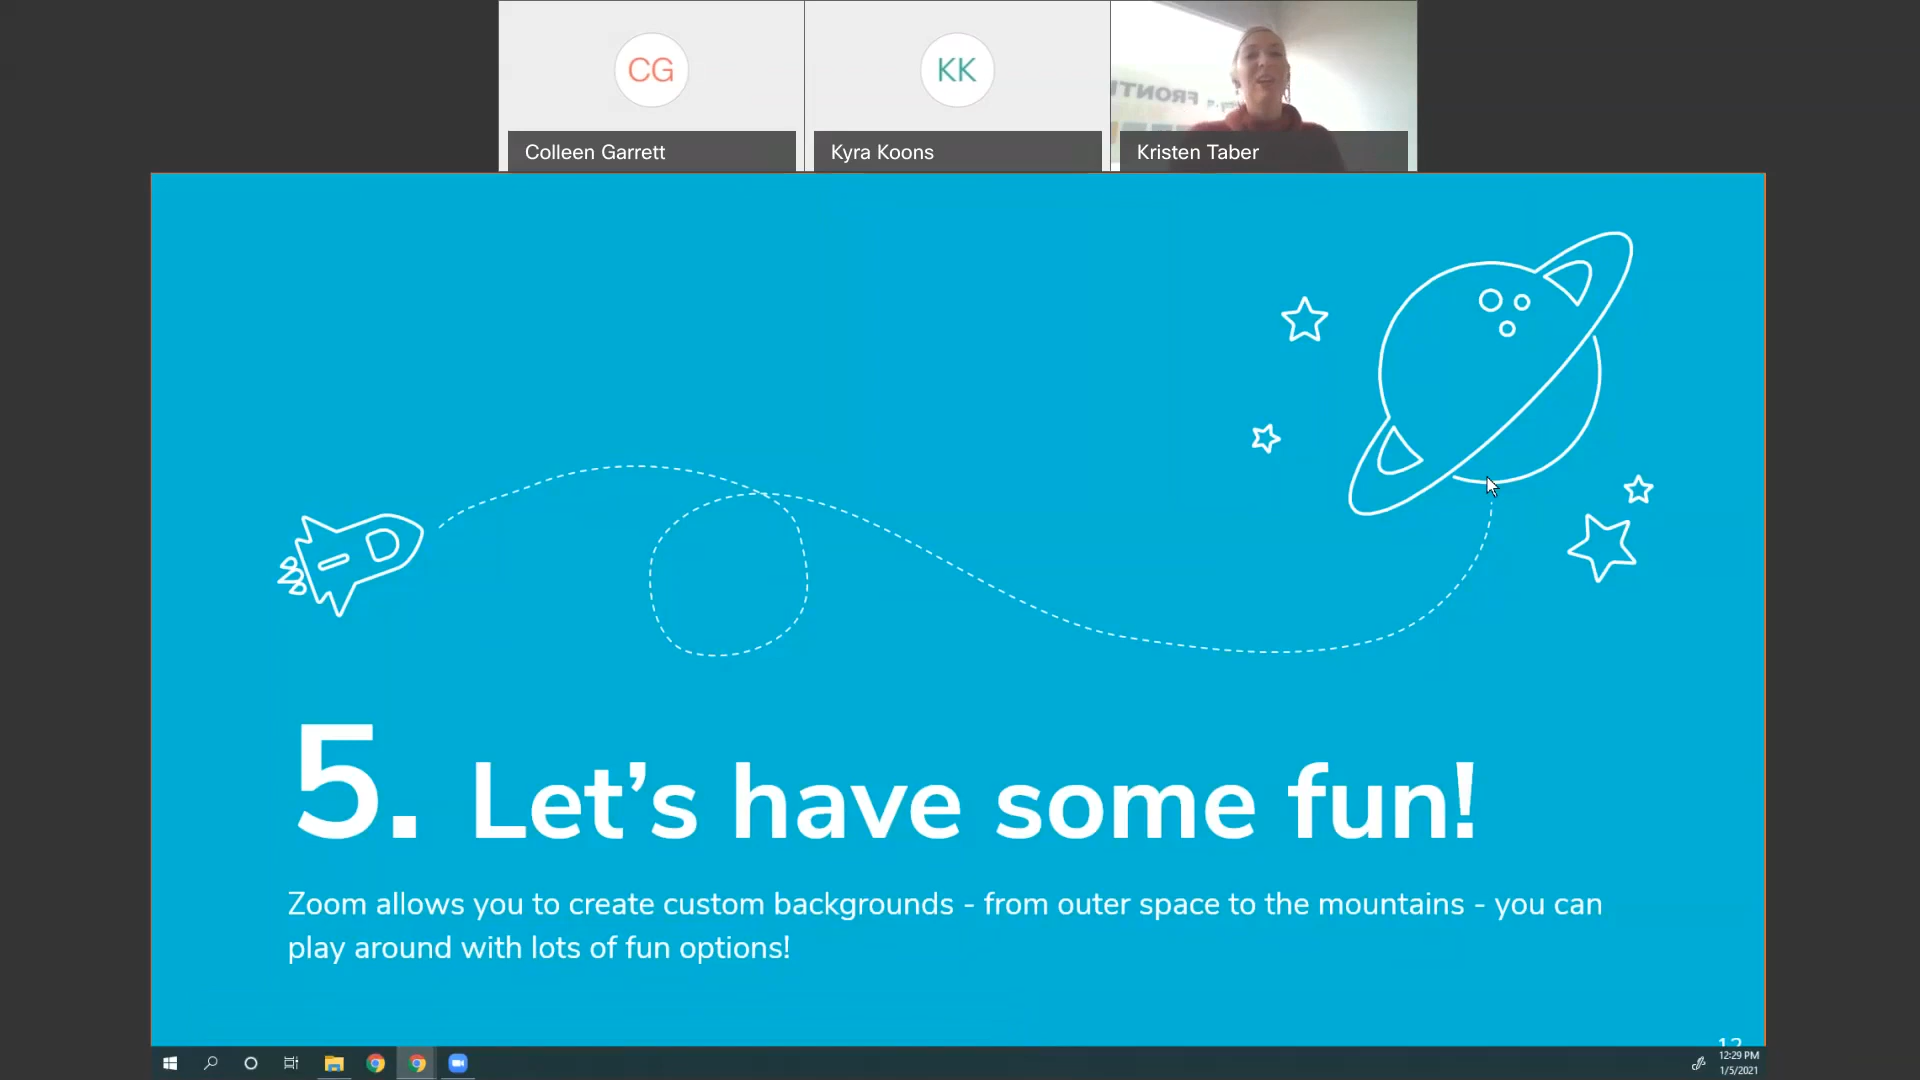 CG
KK
FRONTI
Colleen Garrett
Kyra Koons
Kristen Taber
5. Let’s have some fun!
Zoom allows you to create custom backgrounds - from outer space to the mountains - you can
play around with lots of fun options!
12:29 PM
1/5/2021